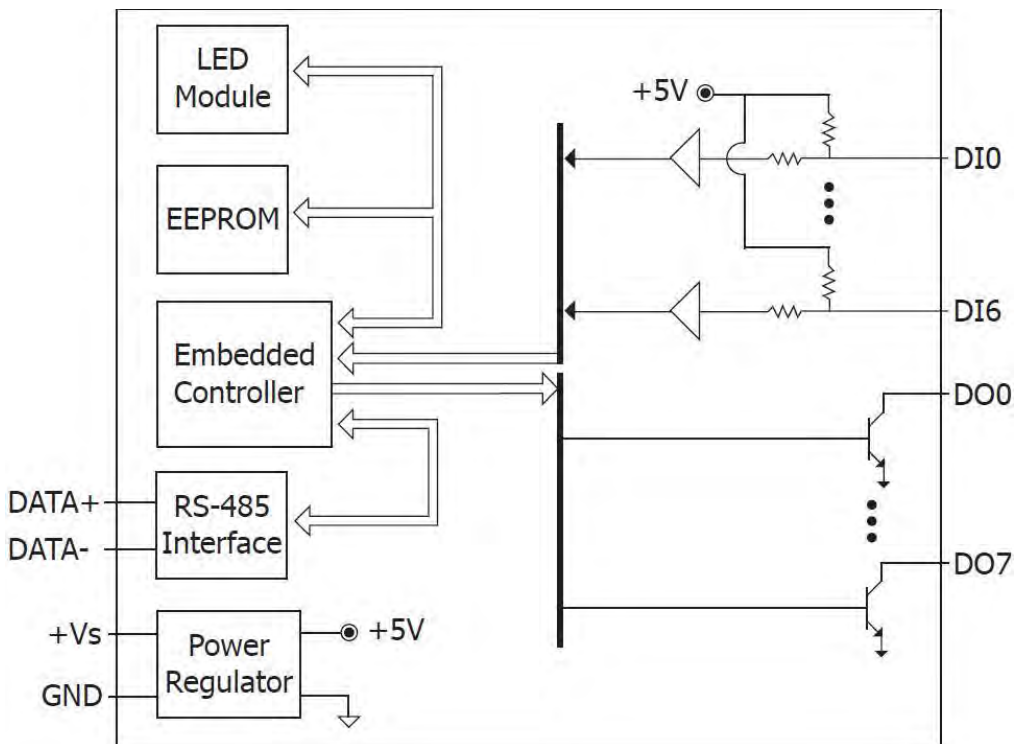 LED
Module
EEPROM
Embedded
Controller
RS-485
Interface
Power
Regulator
DATA+
DATA-
+Vs
GND
+5V
+5V
DI0
DI6
DO0
DO7